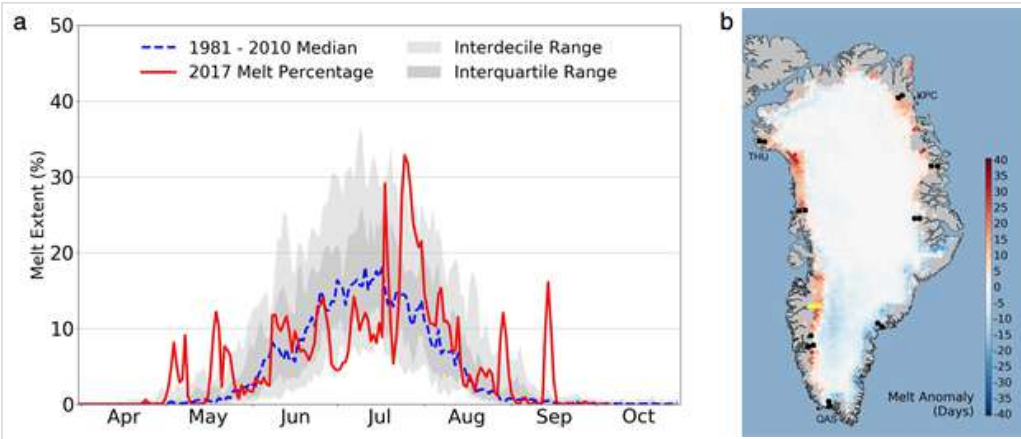 a
50
40
30
20
10
0
Melt Extent (%)
1981 - 2010 Median
2017 Melt Percentage
Interdecile Range
Interquartile Range
Apr May Jun Jul Aug Sep Oct
b
KPC
THU
QAS
40
35
30
25
20
15
10
5
0
-5
-10
-15
-20
-25
-30
-35
-40
Melt Anomaly
(Days)